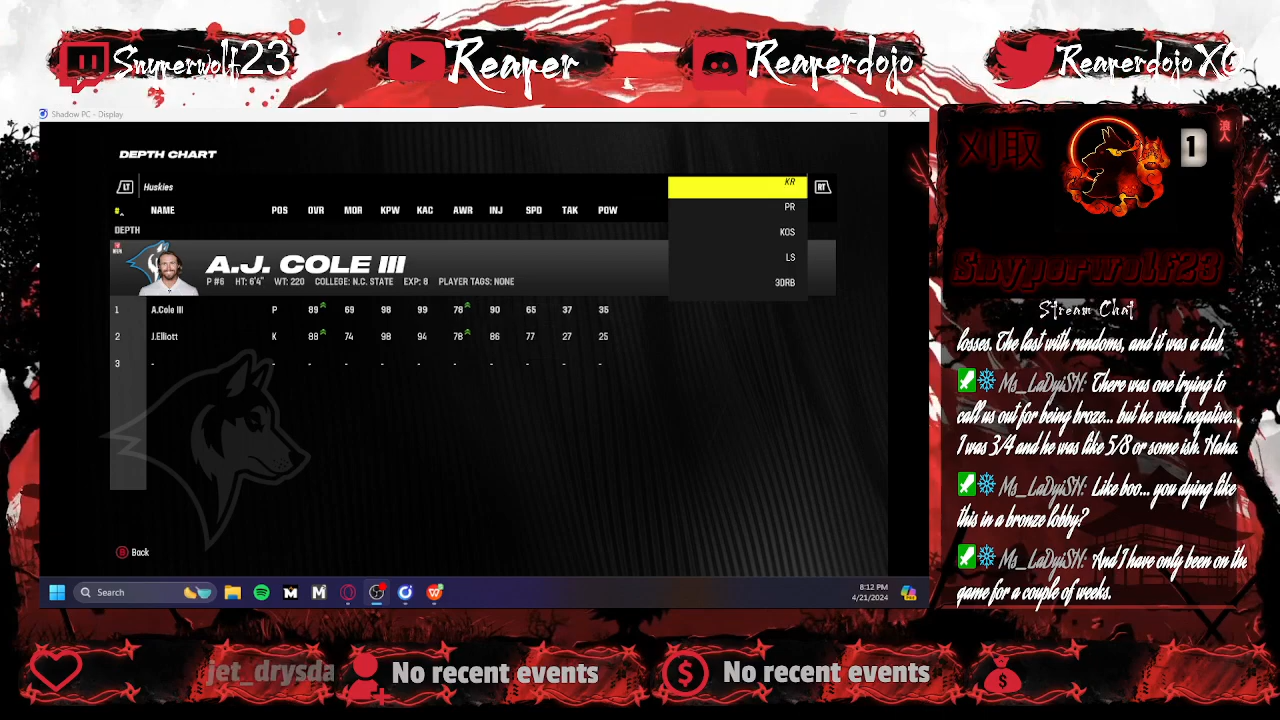 Snyperwolf23
Reaper
Reaperdojo
Reaperdojo XG
Shadow PC - Display
DEPTH CHART
LT Huskies
KR
RT
PR
KOS
LS
3DRB
# NAME POS OVR MOR KPW KAC AWR INJ SPD TAK POW
DEPTH
A.J. COLE III
P #6 HT: 6'4" WT: 220 COLLEGE: N.C. STATE EXP: 8 PLAYER TAGS: NONE
1 A.Cole III P 89 69 98 99 78 90 65 37 35
2 J.Elliott K 88 74 98 94 78 86 77 27 25
3 - - - - - - - - - - -
B Back
Search
8:12 PM
4/21/2024
刈取
1
浪人
Snyperwolf23
Stream Chat
losses. The last with randoms, and it was a dub.
Ms_LaDyiSH: There was one trying to
call us out for being broze... but he went negative...
I was 3/4 and he was like 5/8 or some ish. Haha.
Ms_LaDyiSH: Like boo... you dying like
this in a bronze lobby?
Ms_LaDyiSH: And I have only been on the
game for a couple of weeks.
jet_drysda
No recent events
No recent events